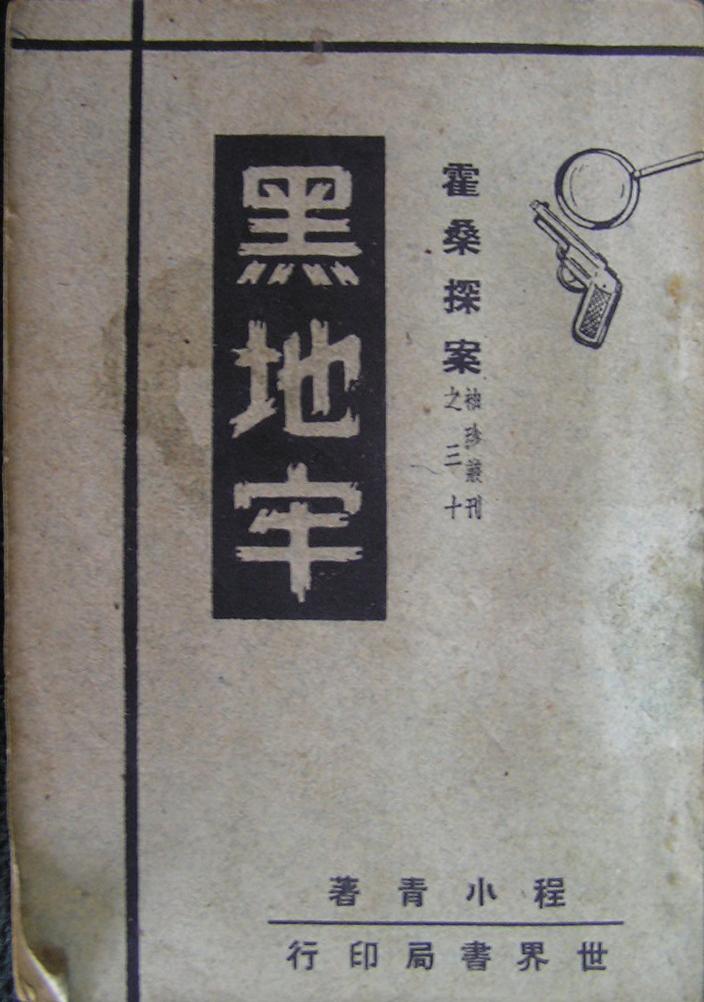 霍桑探案
袖珍叢刊
之三十
黑地牢
程小青著
世界書局印行